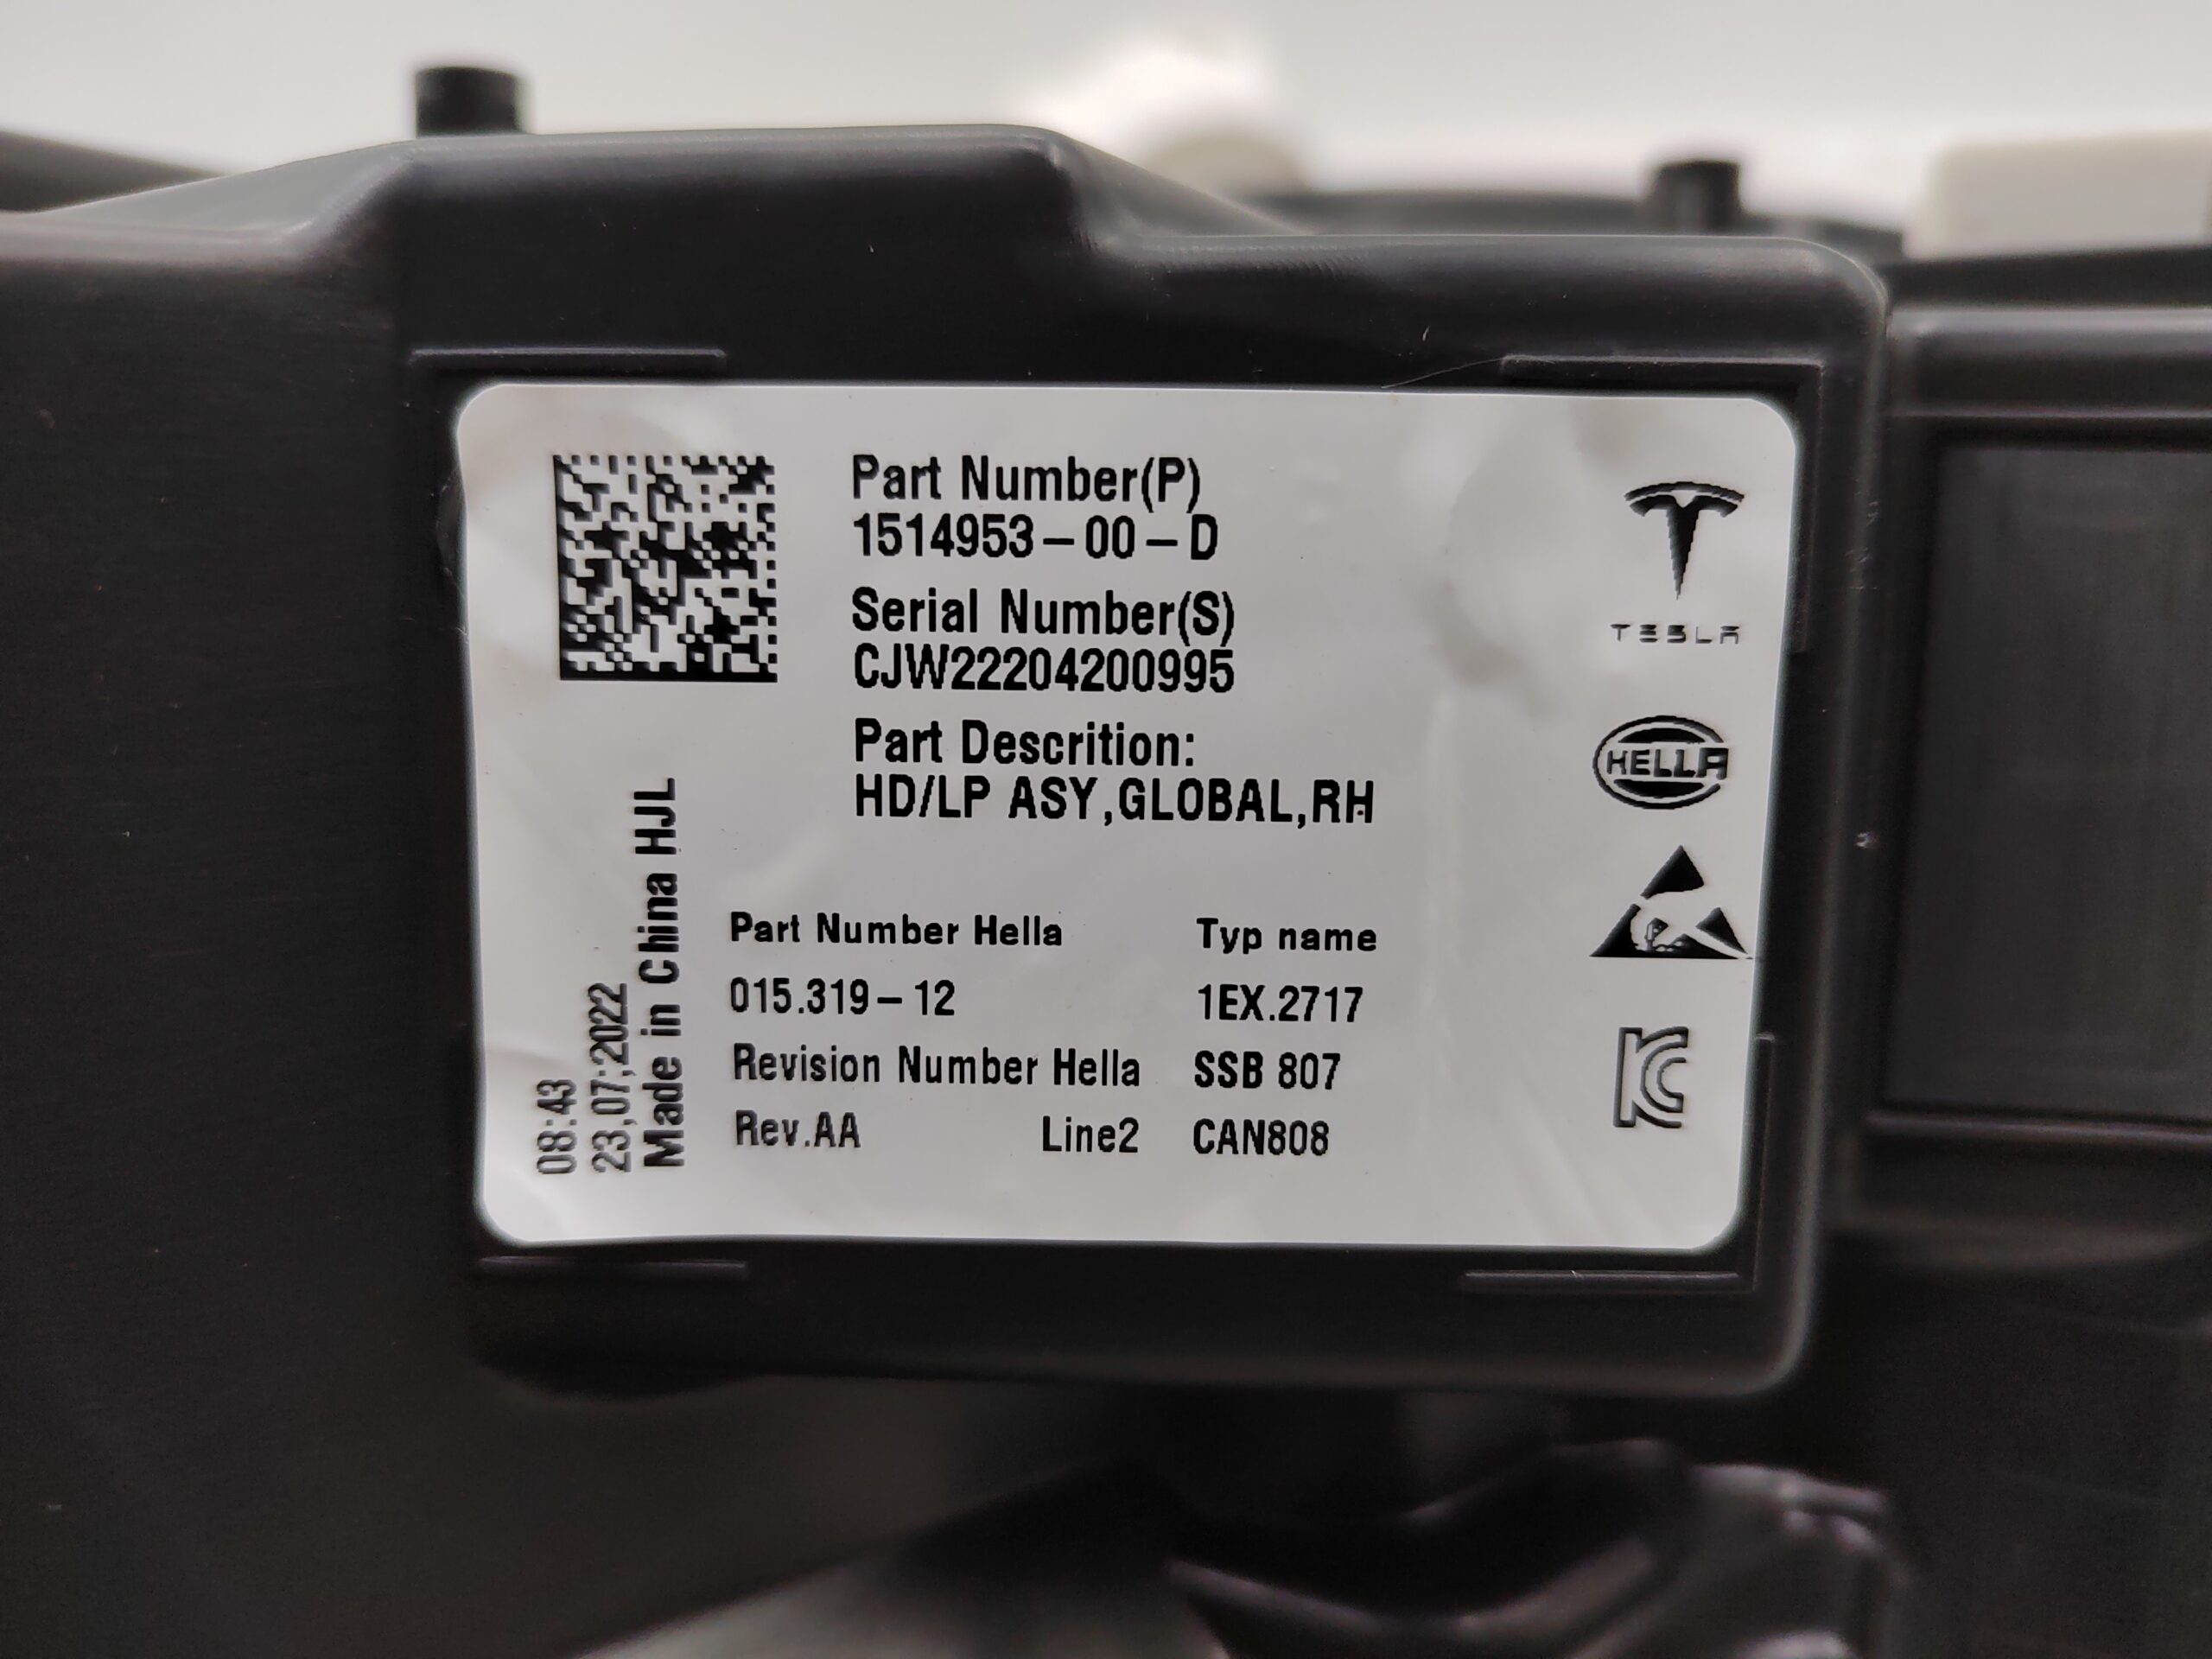 Part Number(P)
1514953-00-D
Serial Number(S)
CJW22204200995
Part Descrition:
HD/LP ASY,GLOBAL,RH
TESLA
HELLA
Part Number Hella
Typ name
015.319-12
1EX.2717
Revision Number Hella
SSB 807
Rev.AA
Line2
CAN808
08:43
23,07;2022
Made in China HJL
KC